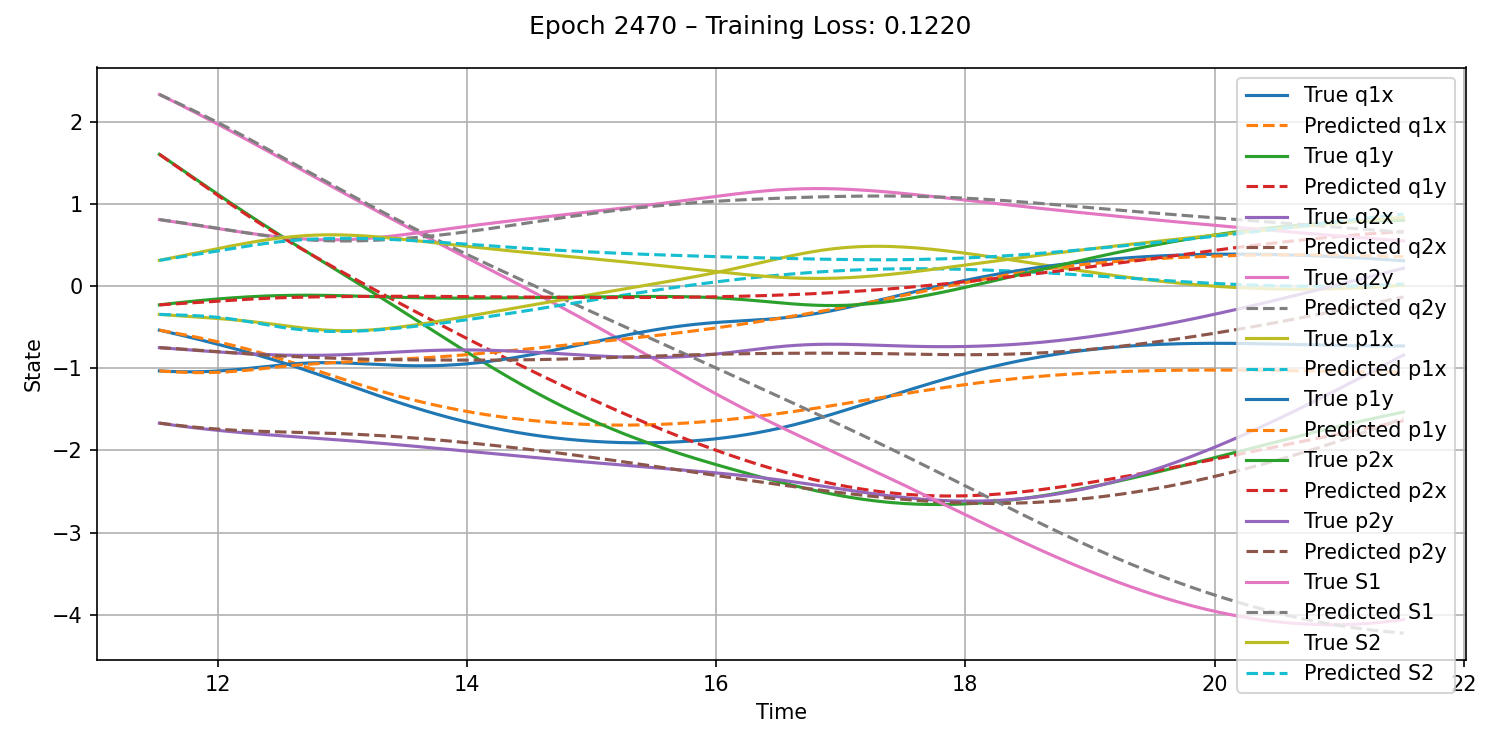 Epoch 2470 – Training Loss: 0.1220
State
2
1
0
−1
−2
−3
−4
12
14
16
18
20
22
Time
True q1x
Predicted q1x
True q1y
Predicted q1y
True q2x
Predicted q2x
True q2y
Predicted q2y
True p1x
Predicted p1x
True p1y
Predicted p1y
True p2x
Predicted p2x
True p2y
Predicted p2y
True S1
Predicted S1
True S2
Predicted S2